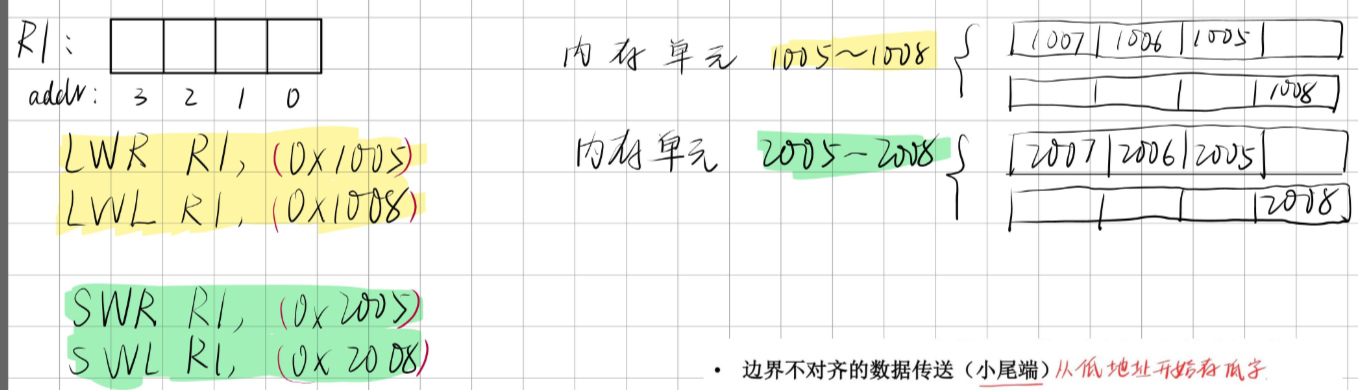 R1:
addr: 3 2 1 0
LWR R1, (0x1005)
LWL R1, (0x1008)
SWR R1, (0x2005)
SWL R1, (0x2008)
内存单元 1005~1008 { 1007 1006 1005
1008
内存单元 2005~2008 { 2007 2006 2005
2008
• 边界不对齐的数据传送（小尾端）从低地址开始存低字